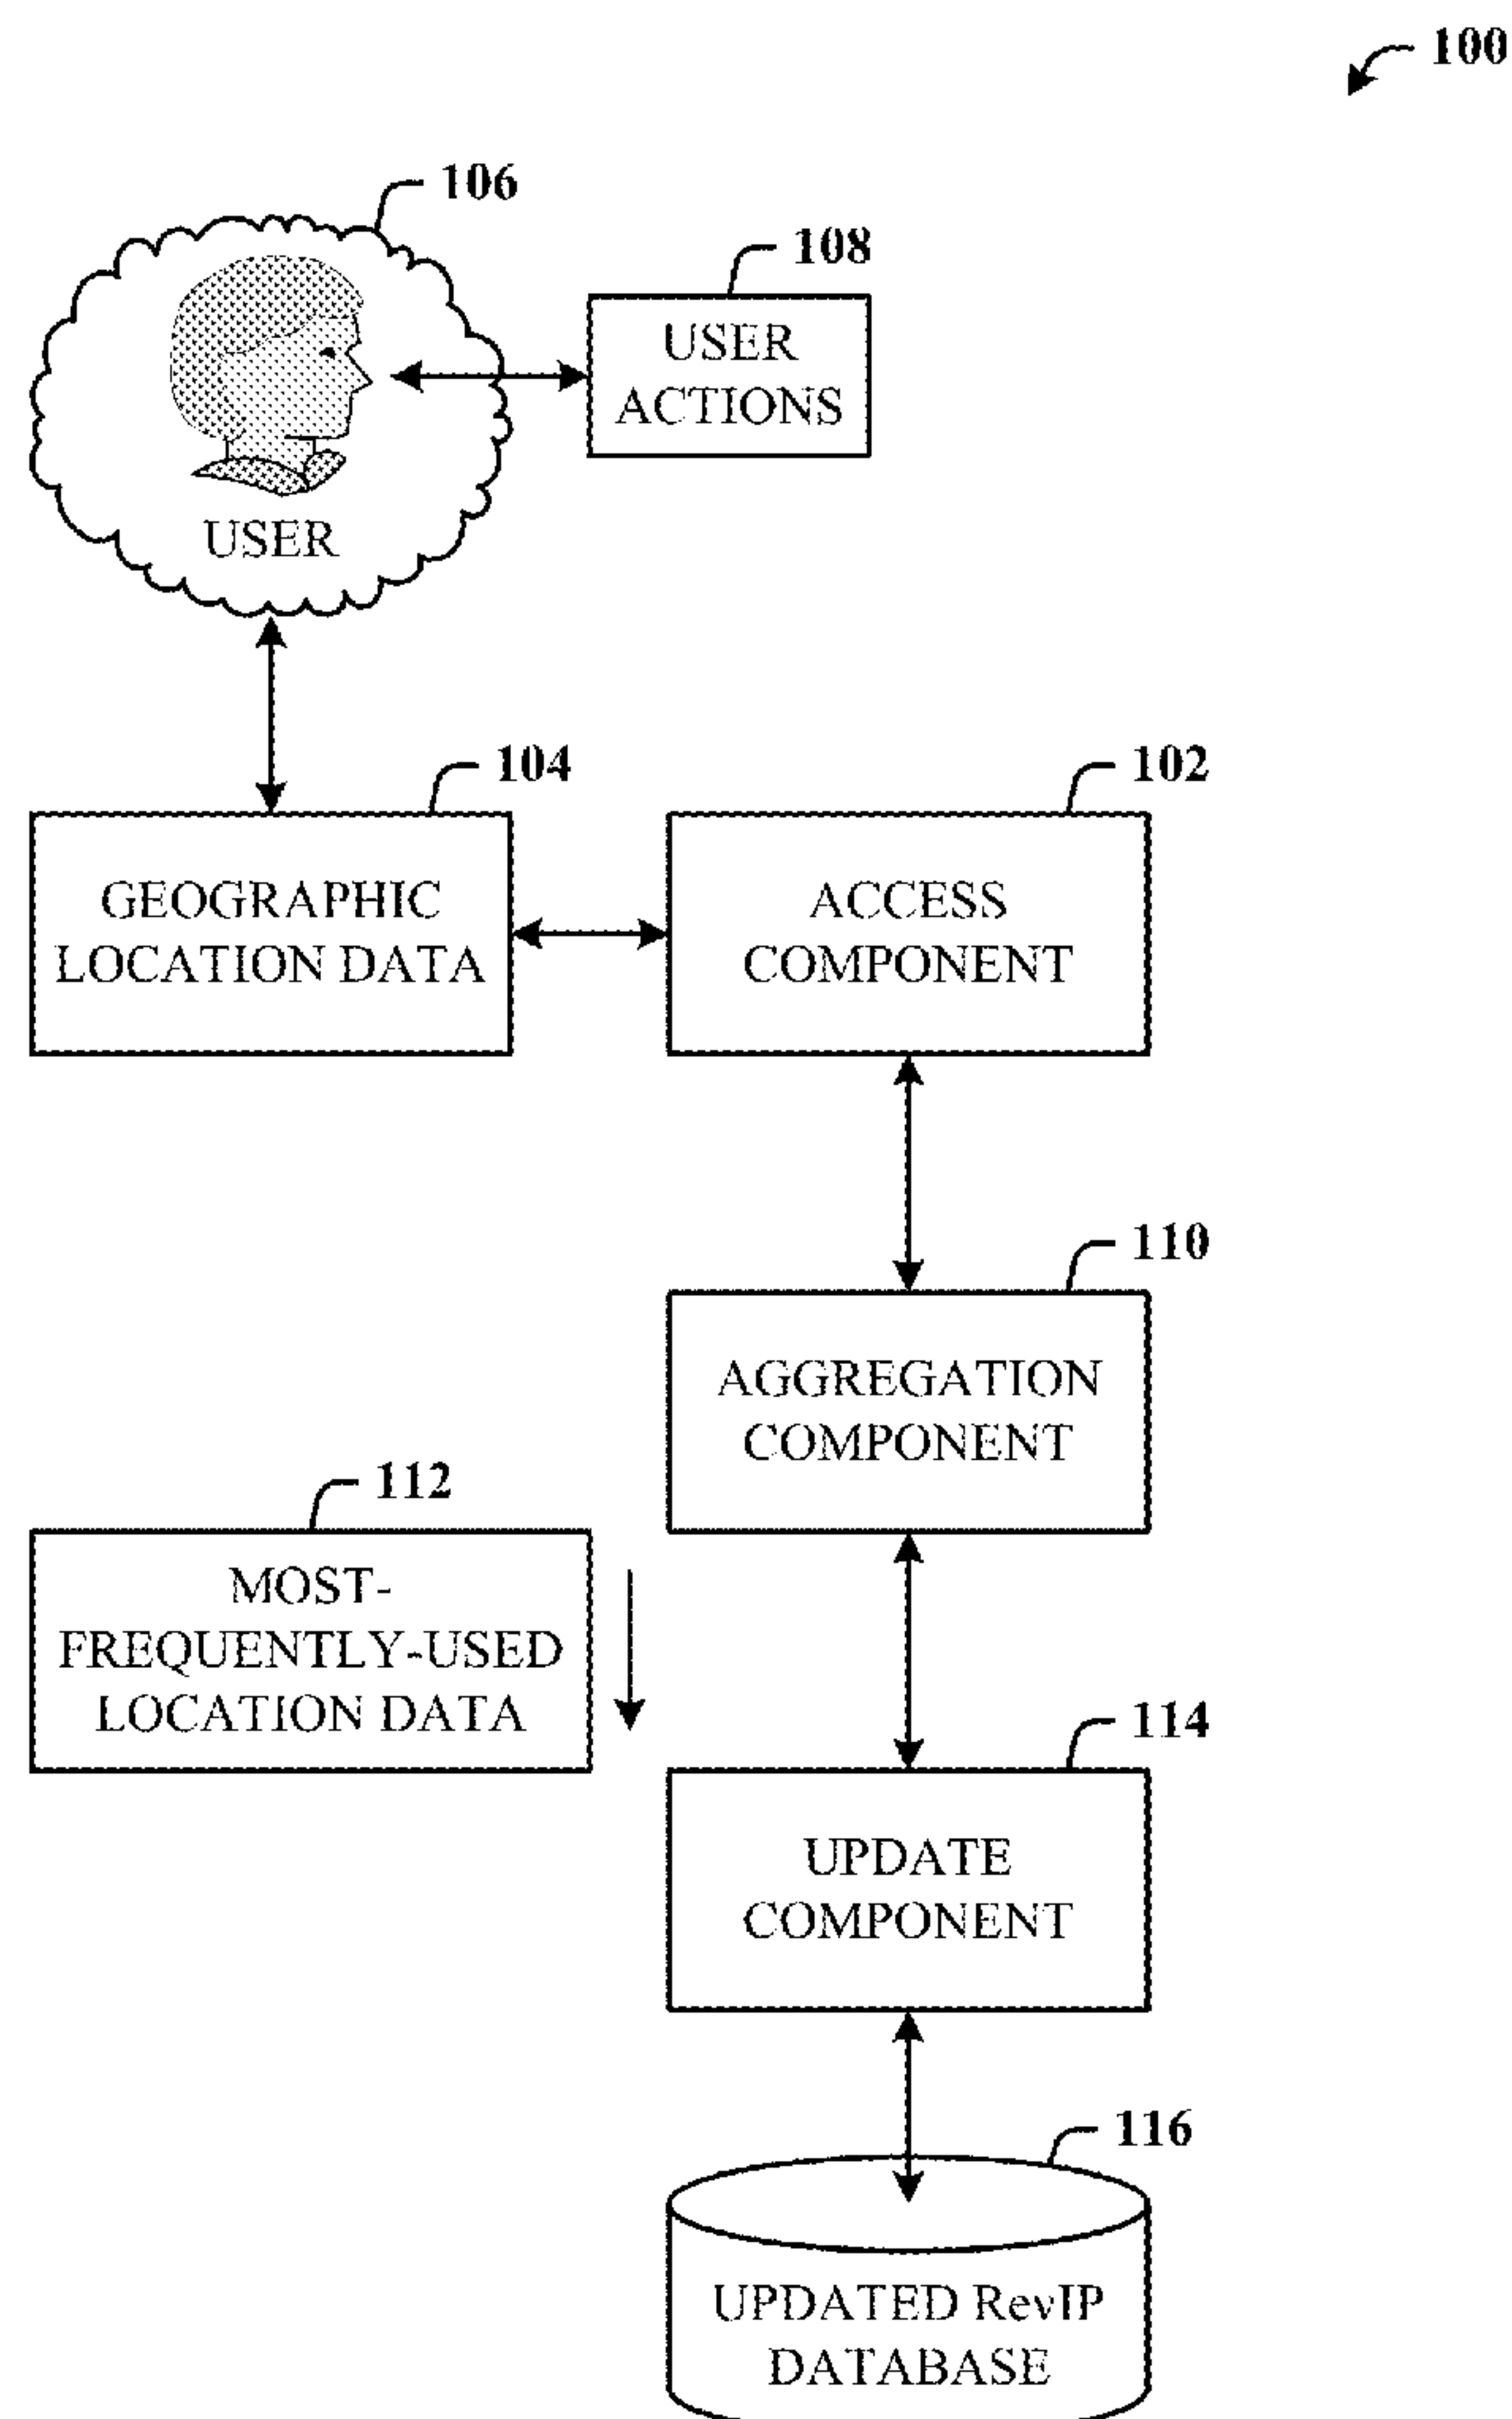 100
106
108
USER
ACTIONS
USER
104
102
GEOGRAPHIC
LOCATION DATA
ACCESS
COMPONENT
110
AGGREGATION
COMPONENT
112
MOST-
FREQUENTLY-USED
LOCATION DATA
114
UPDATE
COMPONENT
116
UPDATED RevIP
DATABASE